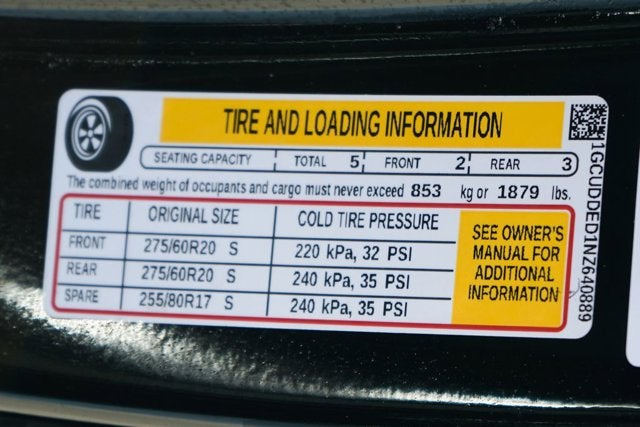 TIRE AND LOADING INFORMATION
SEATING CAPACITY TOTAL 5 FRONT 2 REAR 3
The combined weight of occupants and cargo must never exceed 853 kg or 1879 lbs.
TIRE ORIGINAL SIZE COLD TIRE PRESSURE
FRONT 275/60R20 S 220 kPa, 32 PSI
REAR 275/60R20 S 240 kPa, 35 PSI
SPARE 255/80R17 S 240 kPa, 35 PSI
SEE OWNER'S
MANUAL FOR
ADDITIONAL
INFORMATION
1GCUDDED1NZ6408889